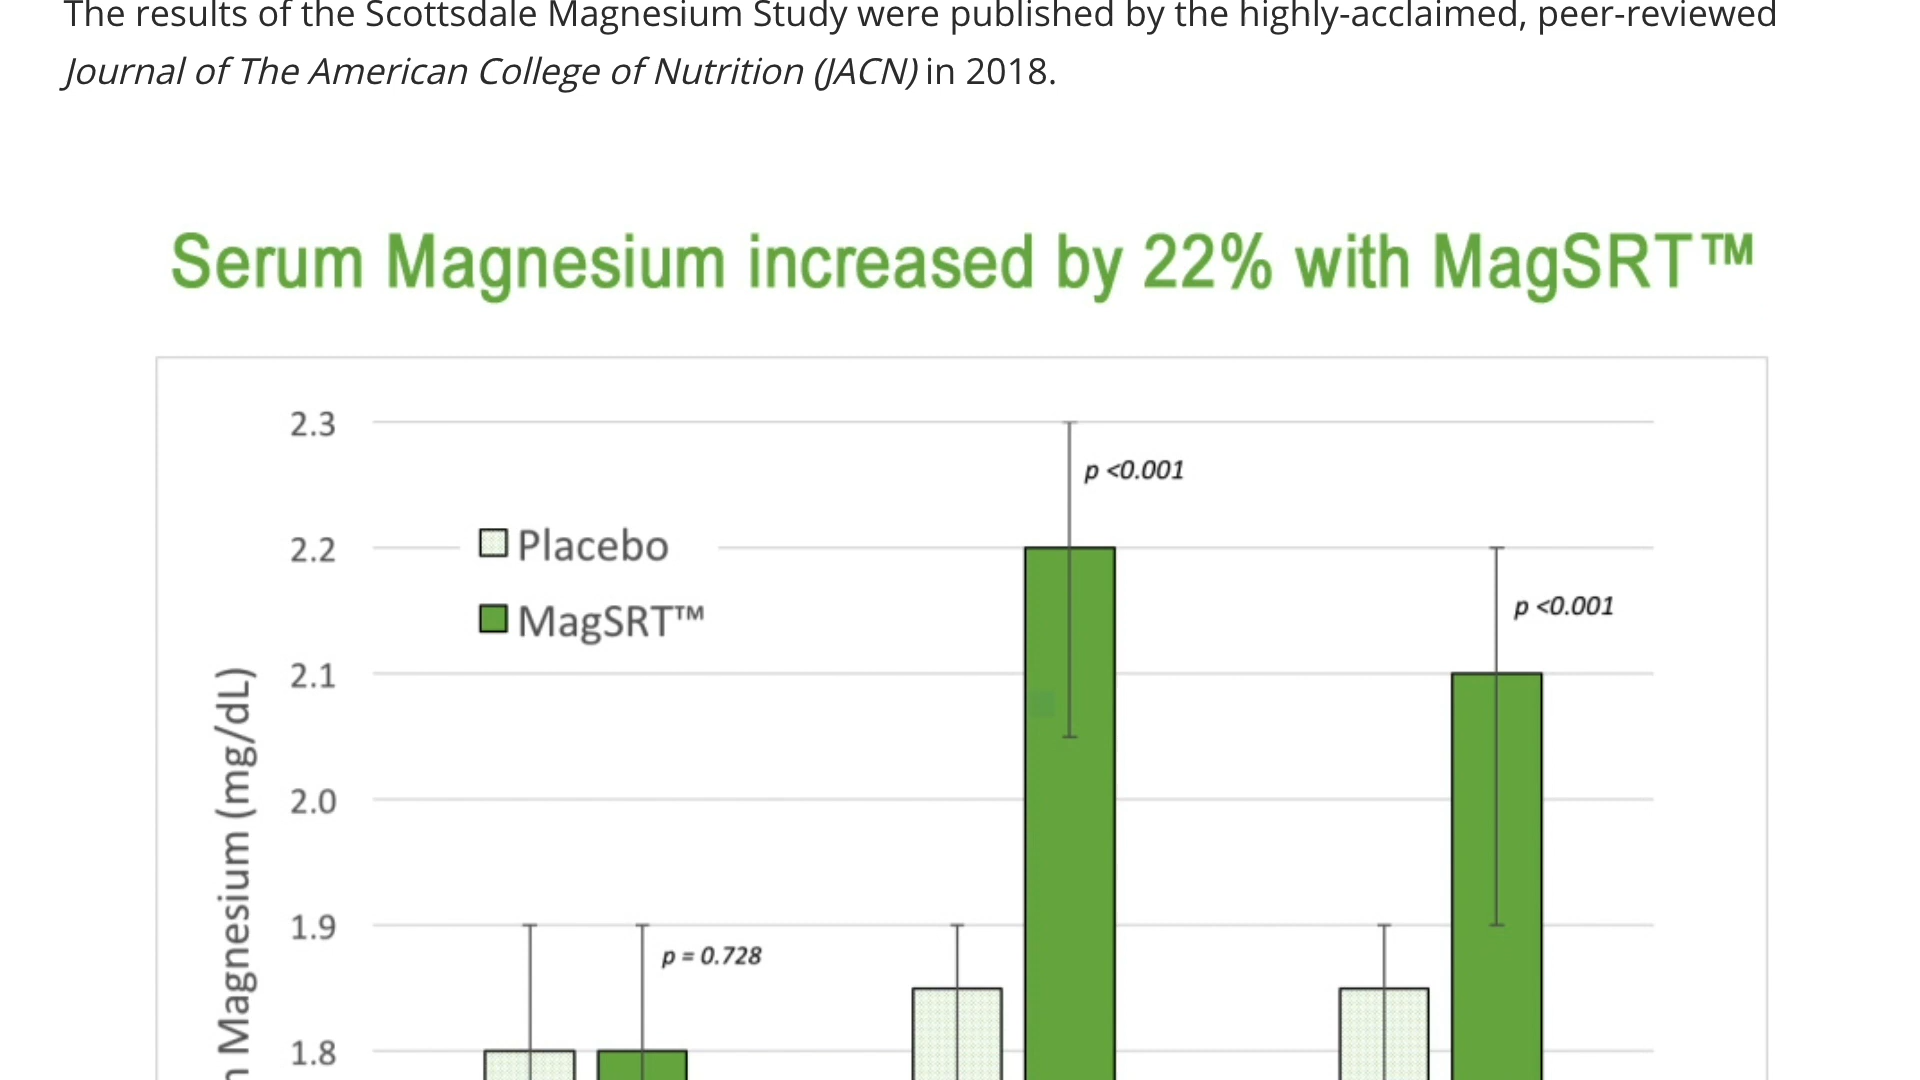 The results of the Scottsdale Magnesium Study were published by the highly-acclaimed, peer-reviewed
Journal of The American College of Nutrition (JACN) in 2018.
Serum Magnesium increased by 22% with MagSRT™
2.3
p <0.001
2.2
Placebo
p <0.001
MagSRT™
2.1
Magnesium (mg/dL)
2.0
1.9
p = 0.728
1.8